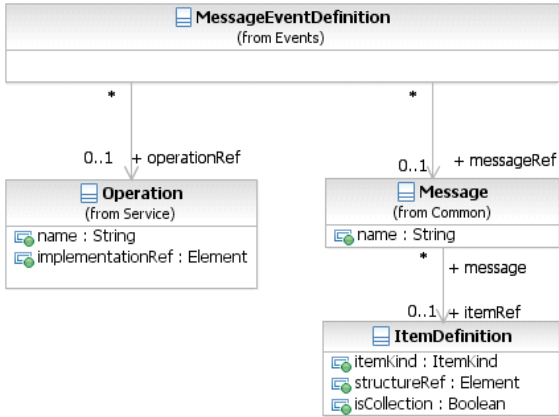 MessageEventDefinition
(from Events)
*
*
0..1 + operationRef
0..1 + messageRef
Operation
(from Service)
name : String
implementationRef : Element
Message
(from Common)
name : String
*
+ message
0..1 + itemRef
ItemDefinition
itemKind : ItemKind
structureRef : Element
isCollection : Boolean